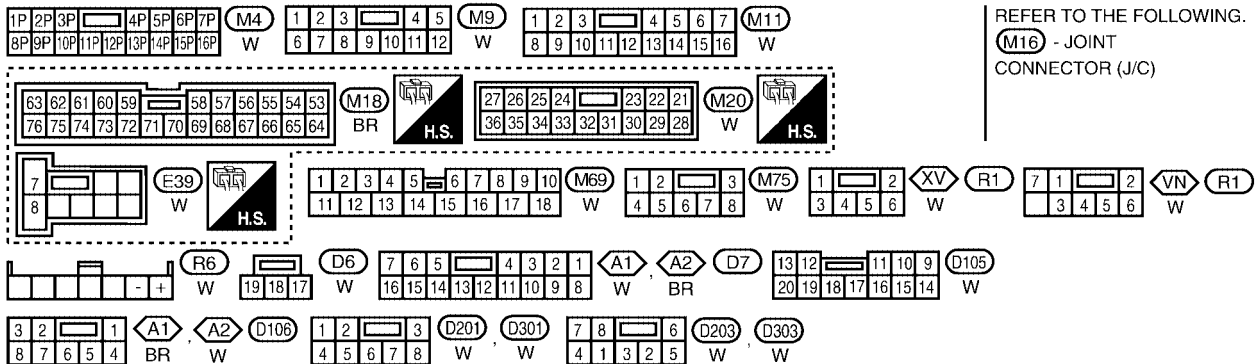 1P 2P 3P 4P 5P 6P 7P M4 1 2 3 4 5 M9 1 2 3 4 5 6 7 M11 REFER TO THE FOLLOWING.
8P 9P 10P 11P 12P 13P 14P 15P 16P W 6 7 8 9 10 11 12 W 8 9 10 11 12 13 14 15 16 W M16 - JOINT
CONNECTOR (J/C)
63 62 61 60 59 58 57 56 55 54 53 M18 27 26 25 24 23 22 21 M20
76 75 74 73 72 71 70 69 68 67 66 65 64 BR H.S. 36 35 34 33 32 31 30 29 28 W H.S.
7 E39 1 2 3 4 5 6 7 8 9 10 M69 1 2 3 M75 1 2 XV R1 7 1 2 VN R1
8 W H.S. 11 12 13 14 15 16 17 18 W 4 5 6 7 8 W 3 4 5 6 W 3 4 5 6 W
R6 D6 7 6 5 4 3 2 1 A1 , A2 D7 13 12 11 10 9 D105
- + W 19 18 17 W 16 15 14 13 12 11 10 9 8 W BR 20 19 18 17 16 15 14 W
3 2 1 A1 , A2 D106 1 2 3 D201 , D301 7 8 6 D203 , D303
8 7 6 5 4 BR W 4 5 6 7 8 W W 4 1 3 2 5 W W